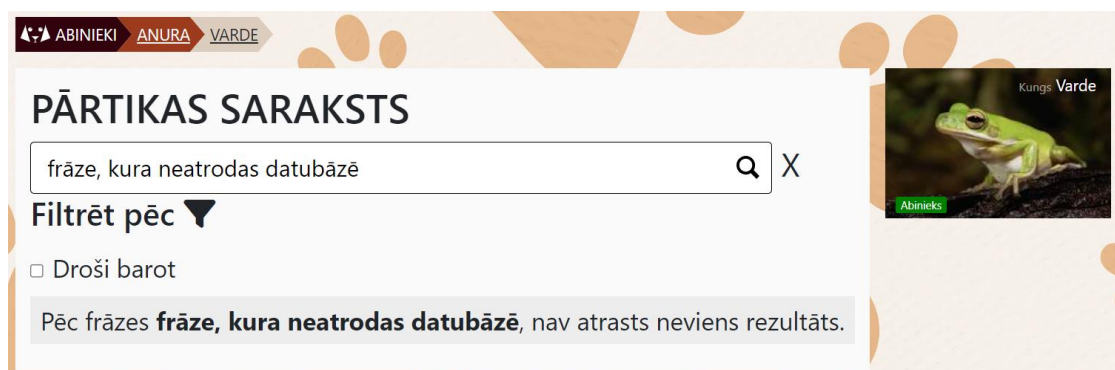 ABINIEKI ANURA VARDE
PĀRTIKAS SARAKSTS
frāze, kura neatrodas datubāzē X
Filtrēt pēc
Droši barot
Pēc frāzes frāze, kura neatrodas datubāzē, nav atrasts neviens rezultāts.
Kungs Varde
Abinieks